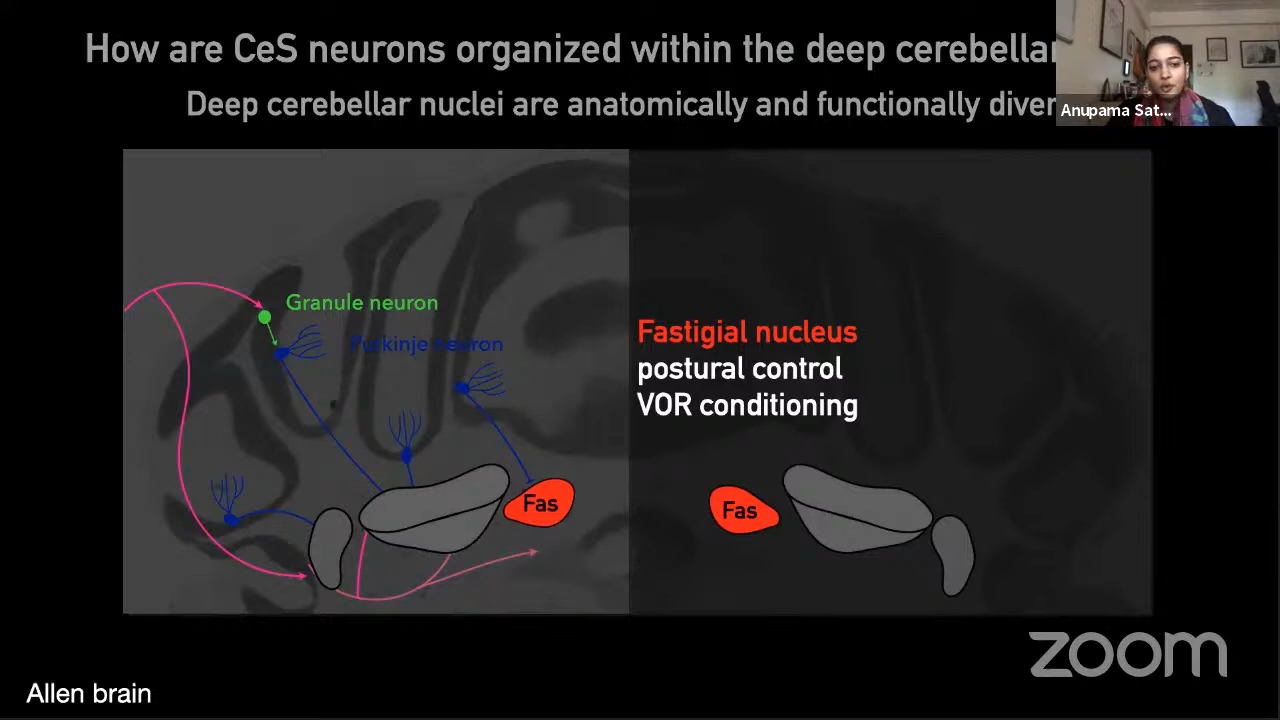 How are CeS neurons organized within the deep cerebellar
Deep cerebellar nuclei are anatomically and functionally diver
Anupama Sat...
Granule neuron
Purkinje neuron
Fastigial nucleus
postural control
VOR conditioning
Fas
Fas
zoom
Allen brain